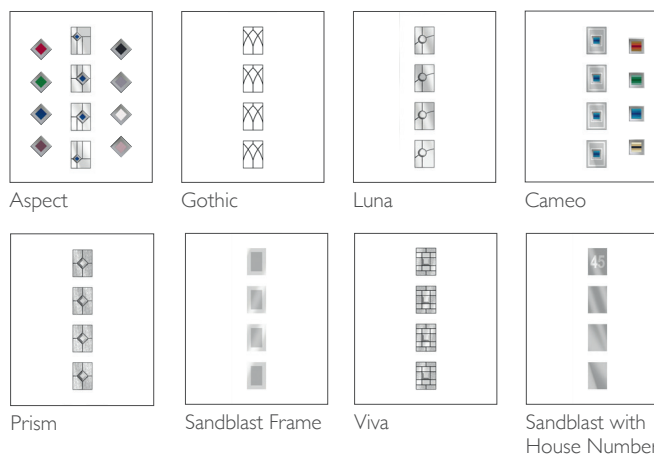 Aspect
Gothic
Luna
Cameo
45
Prism
Sandblast Frame
Viva
Sandblast with
House Number